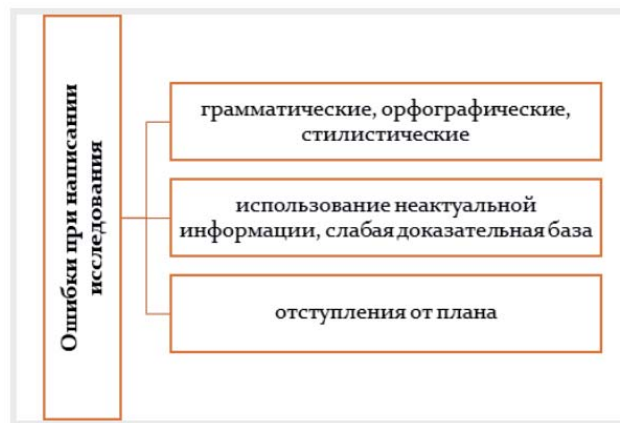 Ошибки при написании
исследования
грамматические, орфографические,
стилистические
использование неактуальной
информации, слабая доказательная база
отступления от плана